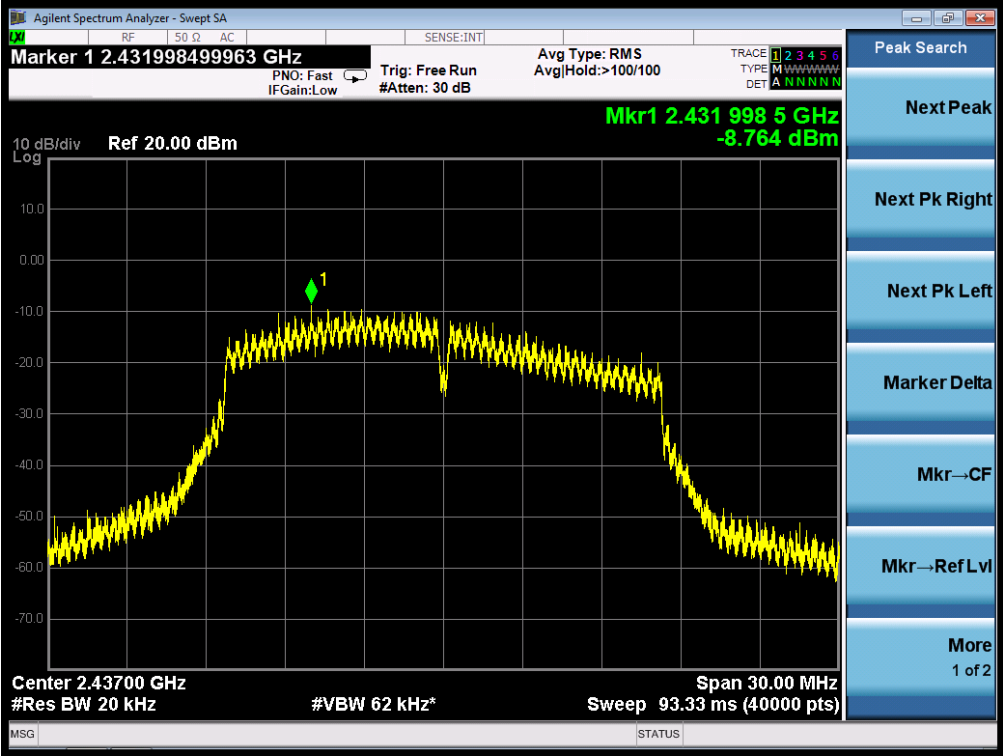 Agilent Spectrum Analyzer - Swept SA
LXI RF 50 Ω AC SENSE:INT
Marker 1 2.431998499963 GHz
PNO: Fast
IFGain:Low
Trig: Free Run
#Atten: 30 dB
Avg Type: RMS
Avg|Hold:>100/100
TRACE 1 2 3 4 5 6
TYPE M WWWWW
DET A N N N N N
Mkr1 2.431 998 5 GHz
-8.764 dBm
10 dB/div Ref 20.00 dBm
Log
10.0
0.00
-10.0
-20.0
-30.0
-40.0
-50.0
-60.0
-70.0
1
Center 2.43700 GHz
Span 30.00 MHz
#Res BW 20 kHz
#VBW 62 kHz*
Sweep 93.33 ms (40000 pts)
MSG
STATUS
Peak Search
Next Peak
Next Pk Right
Next Pk Left
Marker Delta
Mkr→CF
Mkr→Ref Lvl
More
1 of 2